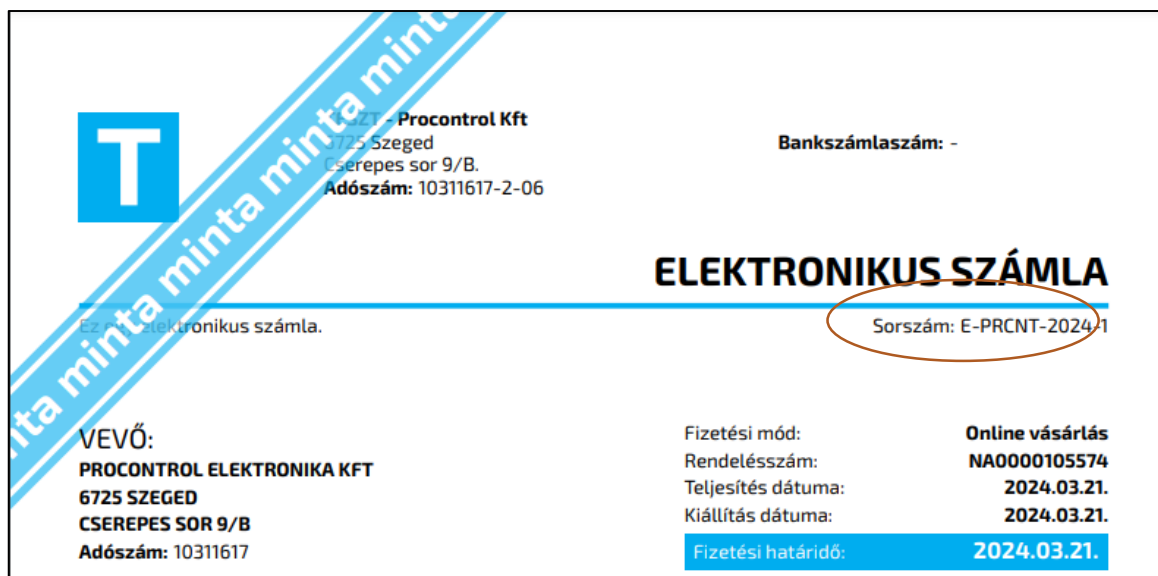 minta minta minta minta minta
T
- Procontrol Kft
6725 Szeged
Cserepes sor 9/B.
Adószám: 10311617-2-06
Bankszámlaszám: -
ELEKTRONIKUS SZÁMLA
Ez egy elektronikus számla.
Sorszám: E-PRCNT-2024-1
VEVŐ:
PROCONTROL ELEKTRONIKA KFT
6725 SZEGED
CSEREPES SOR 9/B
Adószám: 10311617
Fizetési mód: Online vásárlás
Rendelésszám: NA0000105574
Teljesítés dátuma: 2024.03.21.
Kiállítás dátuma: 2024.03.21.
Fizetési határidő: 2024.03.21.